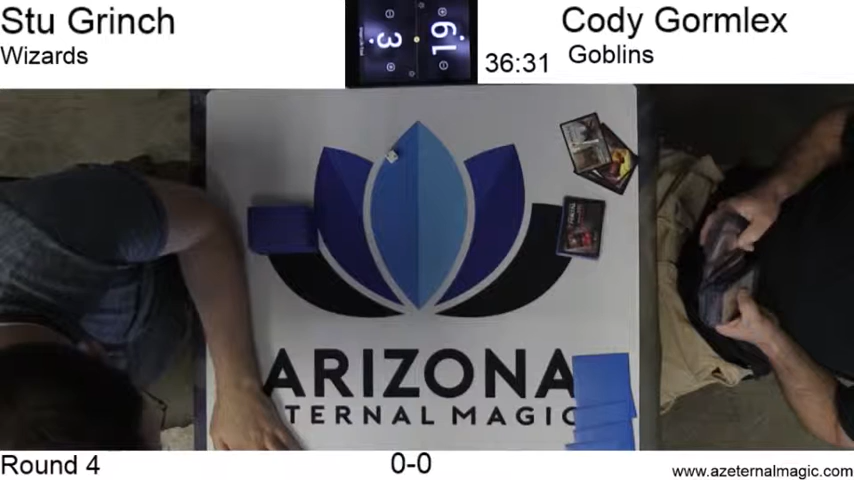 Stu Grinch
Wizards
3
19
36:31
Cody Gormlex
Goblins
ARIZONA
TERNAL MAGIC
Round 4
0-0
www.azeternalmagic.com